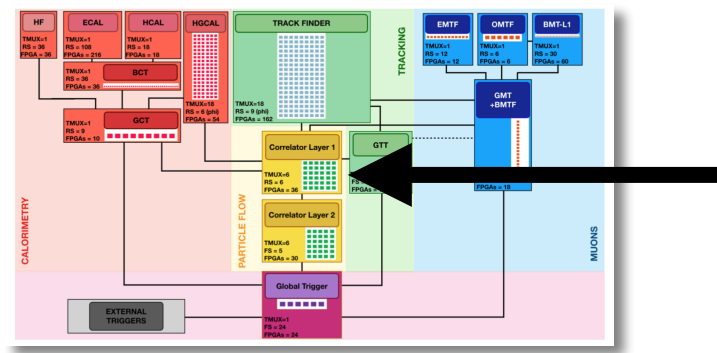 HF
TMUX=1
RS = 36
FPGA = 36
ECAL
TMUX=1
RS = 108
FPGAs = 216
HCAL
TMUX=1
RS = 18
FPGAs = 18
HGCAL
TMUX=18
RS = 6 (phi)
FPGAs = 54
BCT
TMUX=1
RS = 36
FPGAs = 36
GCT
TMUX=1
RS = 9
FPGAs = 10
CALORIMETRY
TRACK FINDER
TMUX=18
RS = 9 (phi)
FPGAs = 162
TRACKING
Correlator Layer 1
TMUX=6
RS = 6
FPGAs = 36
GTT
Correlator Layer 2
TMUX=6
FS = 5
FPGAs = 30
PARTICLE FLOW
EMTF
TMUX=1
RS = 12
FPGAs = 12
OMTF
TMUX=1
RS = 6
FPGAs = 6
BMT-L1
TMUX=1
RS = 30
FPGAs = 60
GMT
+BMTF
FPGAs = 18
MUONS
Global Trigger
TMUX=1
FS = 24
FPGAs = 24
EXTERNAL
TRIGGERS